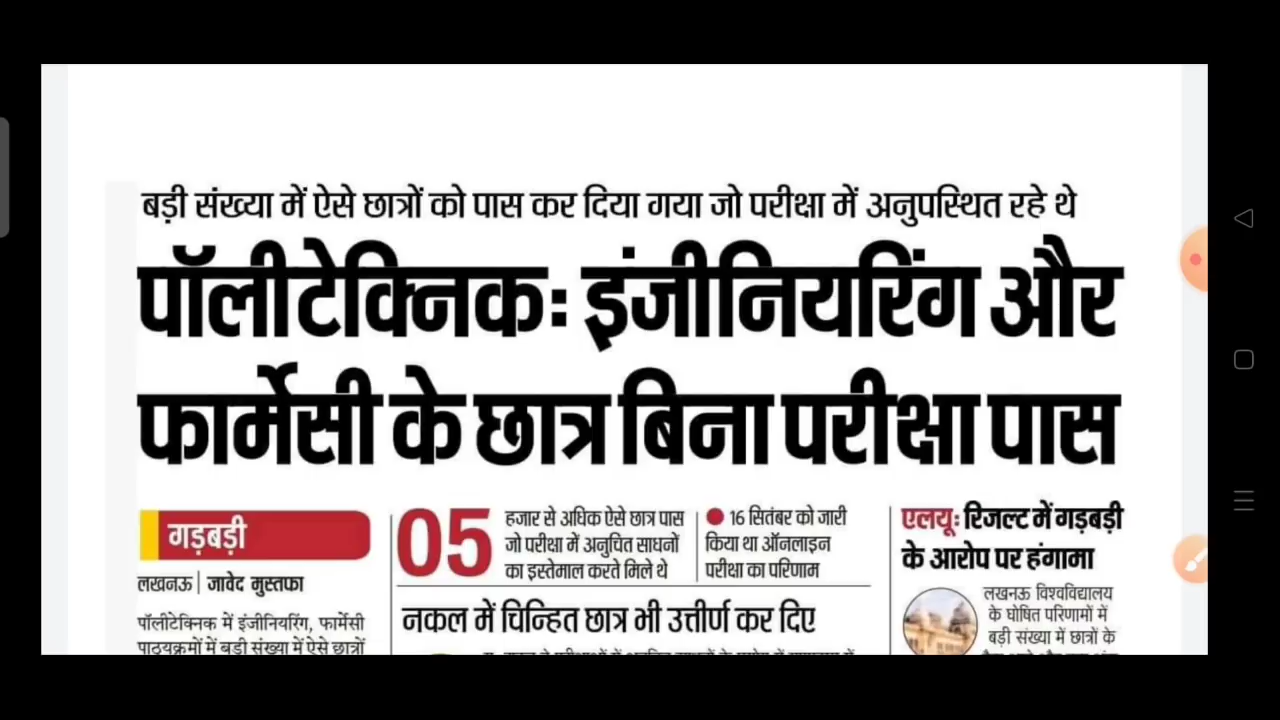 बड़ी संख्या में ऐसे छात्रों को पास कर दिया गया जो परीक्षा में अनुपस्थित रहे थे
पॉलीटेक्निकः इंजीनियरिंग और
फार्मेसी के छात्र बिना परीक्षा पास
गड़बड़ी
लखनऊ | जावेद मुस्तफा
पॉलीटेक्निक में इंजीनियरिंग, फार्मेसी
पाठ्यक्रमों में बड़ी संख्या में ऐसे छात्रों
05
हजार से अधिक ऐसे छात्र पास
जो परीक्षा में अनुचित साधनों
का इस्तेमाल करते मिले थे
16 सितंबर को जारी
किया था ऑनलाइन
परीक्षा का परिणाम
नकल में चिन्हित छात्र भी उत्तीर्ण कर दिए
एलयूः रिजल्ट में गड़बड़ी
के आरोप पर हंगामा
लखनऊ विश्वविद्यालय
के घोषित परिणामों में
बड़ी संख्या में छात्रों के